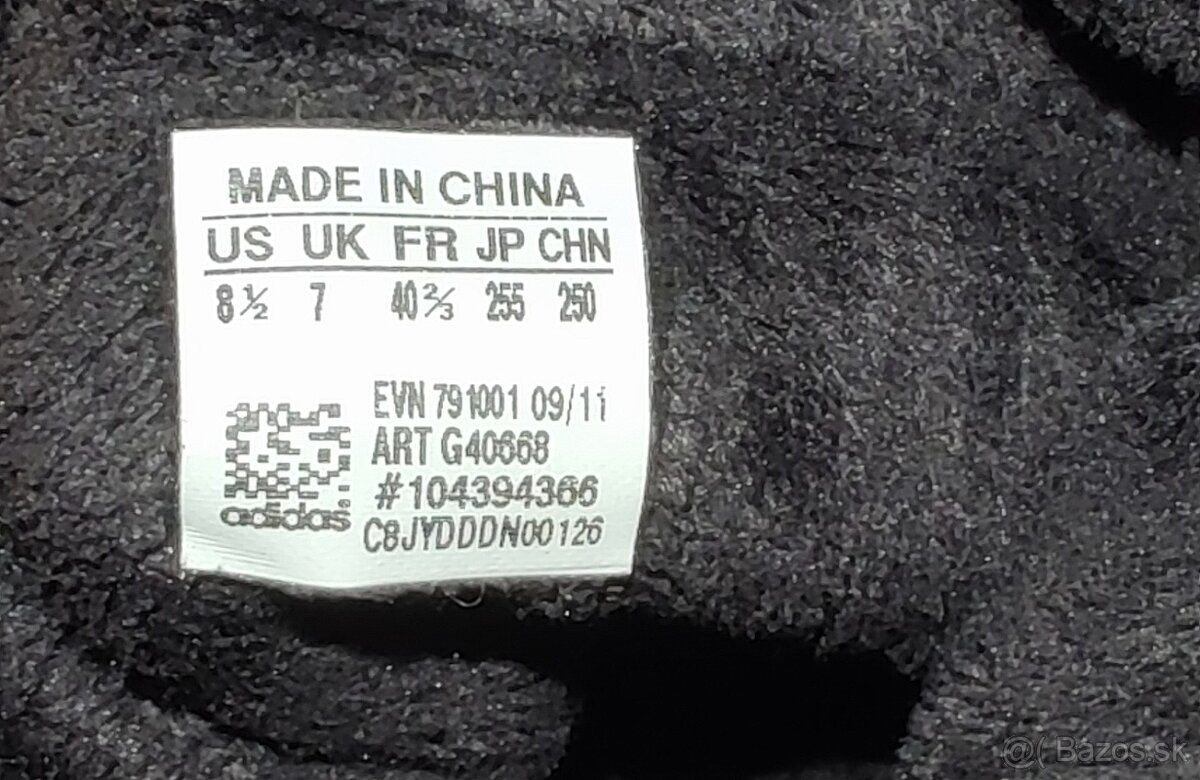 MADE IN CHINA
US UK FR JP CHN
8½ 7 40⅔ 255 250
EVN 791001 09/11
ART G40668
#104394366
C8JYDDDN00126
adidas®
@( Bazos.sk